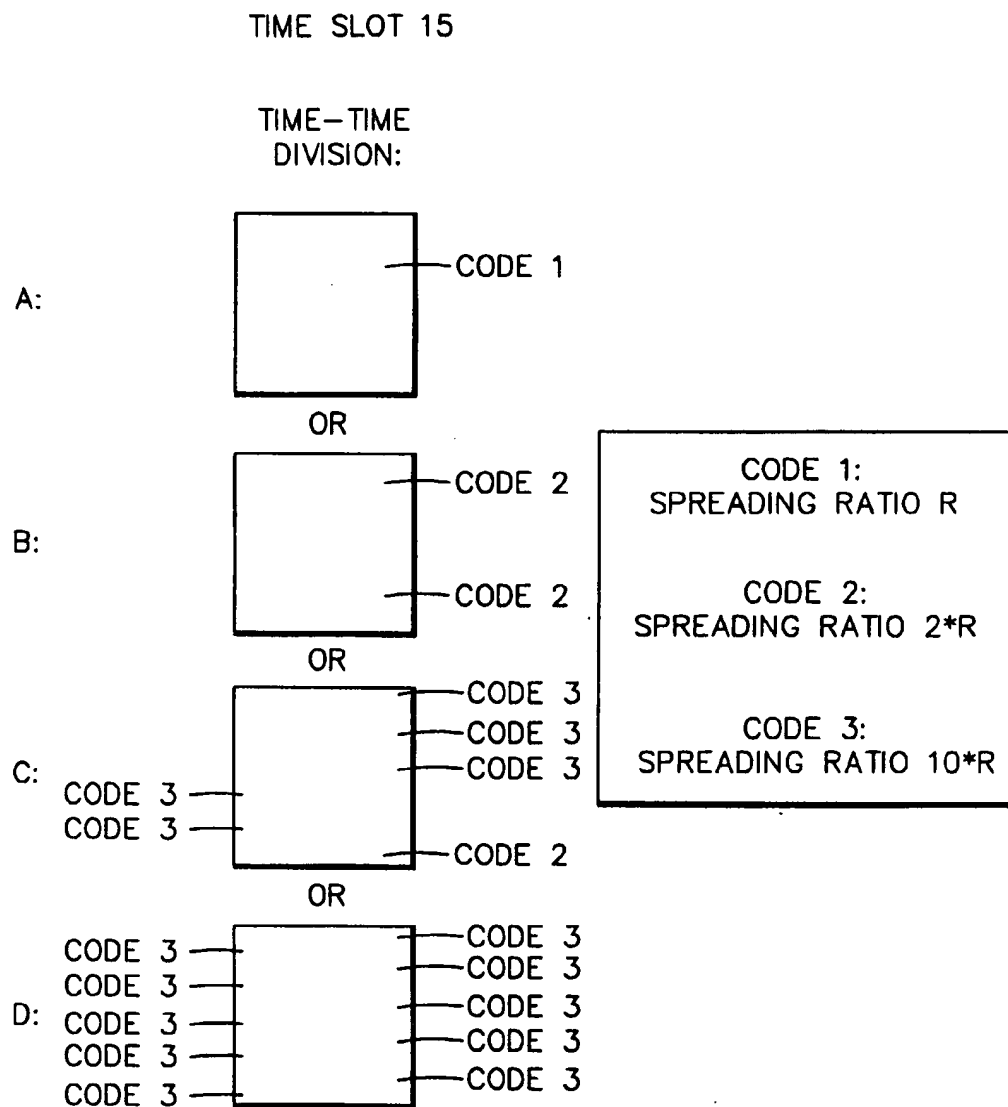 TIME SLOT 15
TIME-TIME
DIVISION:
A:
CODE 1
OR
B:
CODE 2
CODE 2
OR
C:
CODE 3
CODE 3
CODE 3
CODE 3
CODE 3
CODE 2
OR
D:
CODE 3
CODE 3
CODE 3
CODE 3
CODE 3
CODE 3
CODE 3
CODE 3
CODE 3
CODE 3
CODE 1:
SPREADING RATIO R
CODE 2:
SPREADING RATIO 2*R
CODE 3:
SPREADING RATIO 10*R